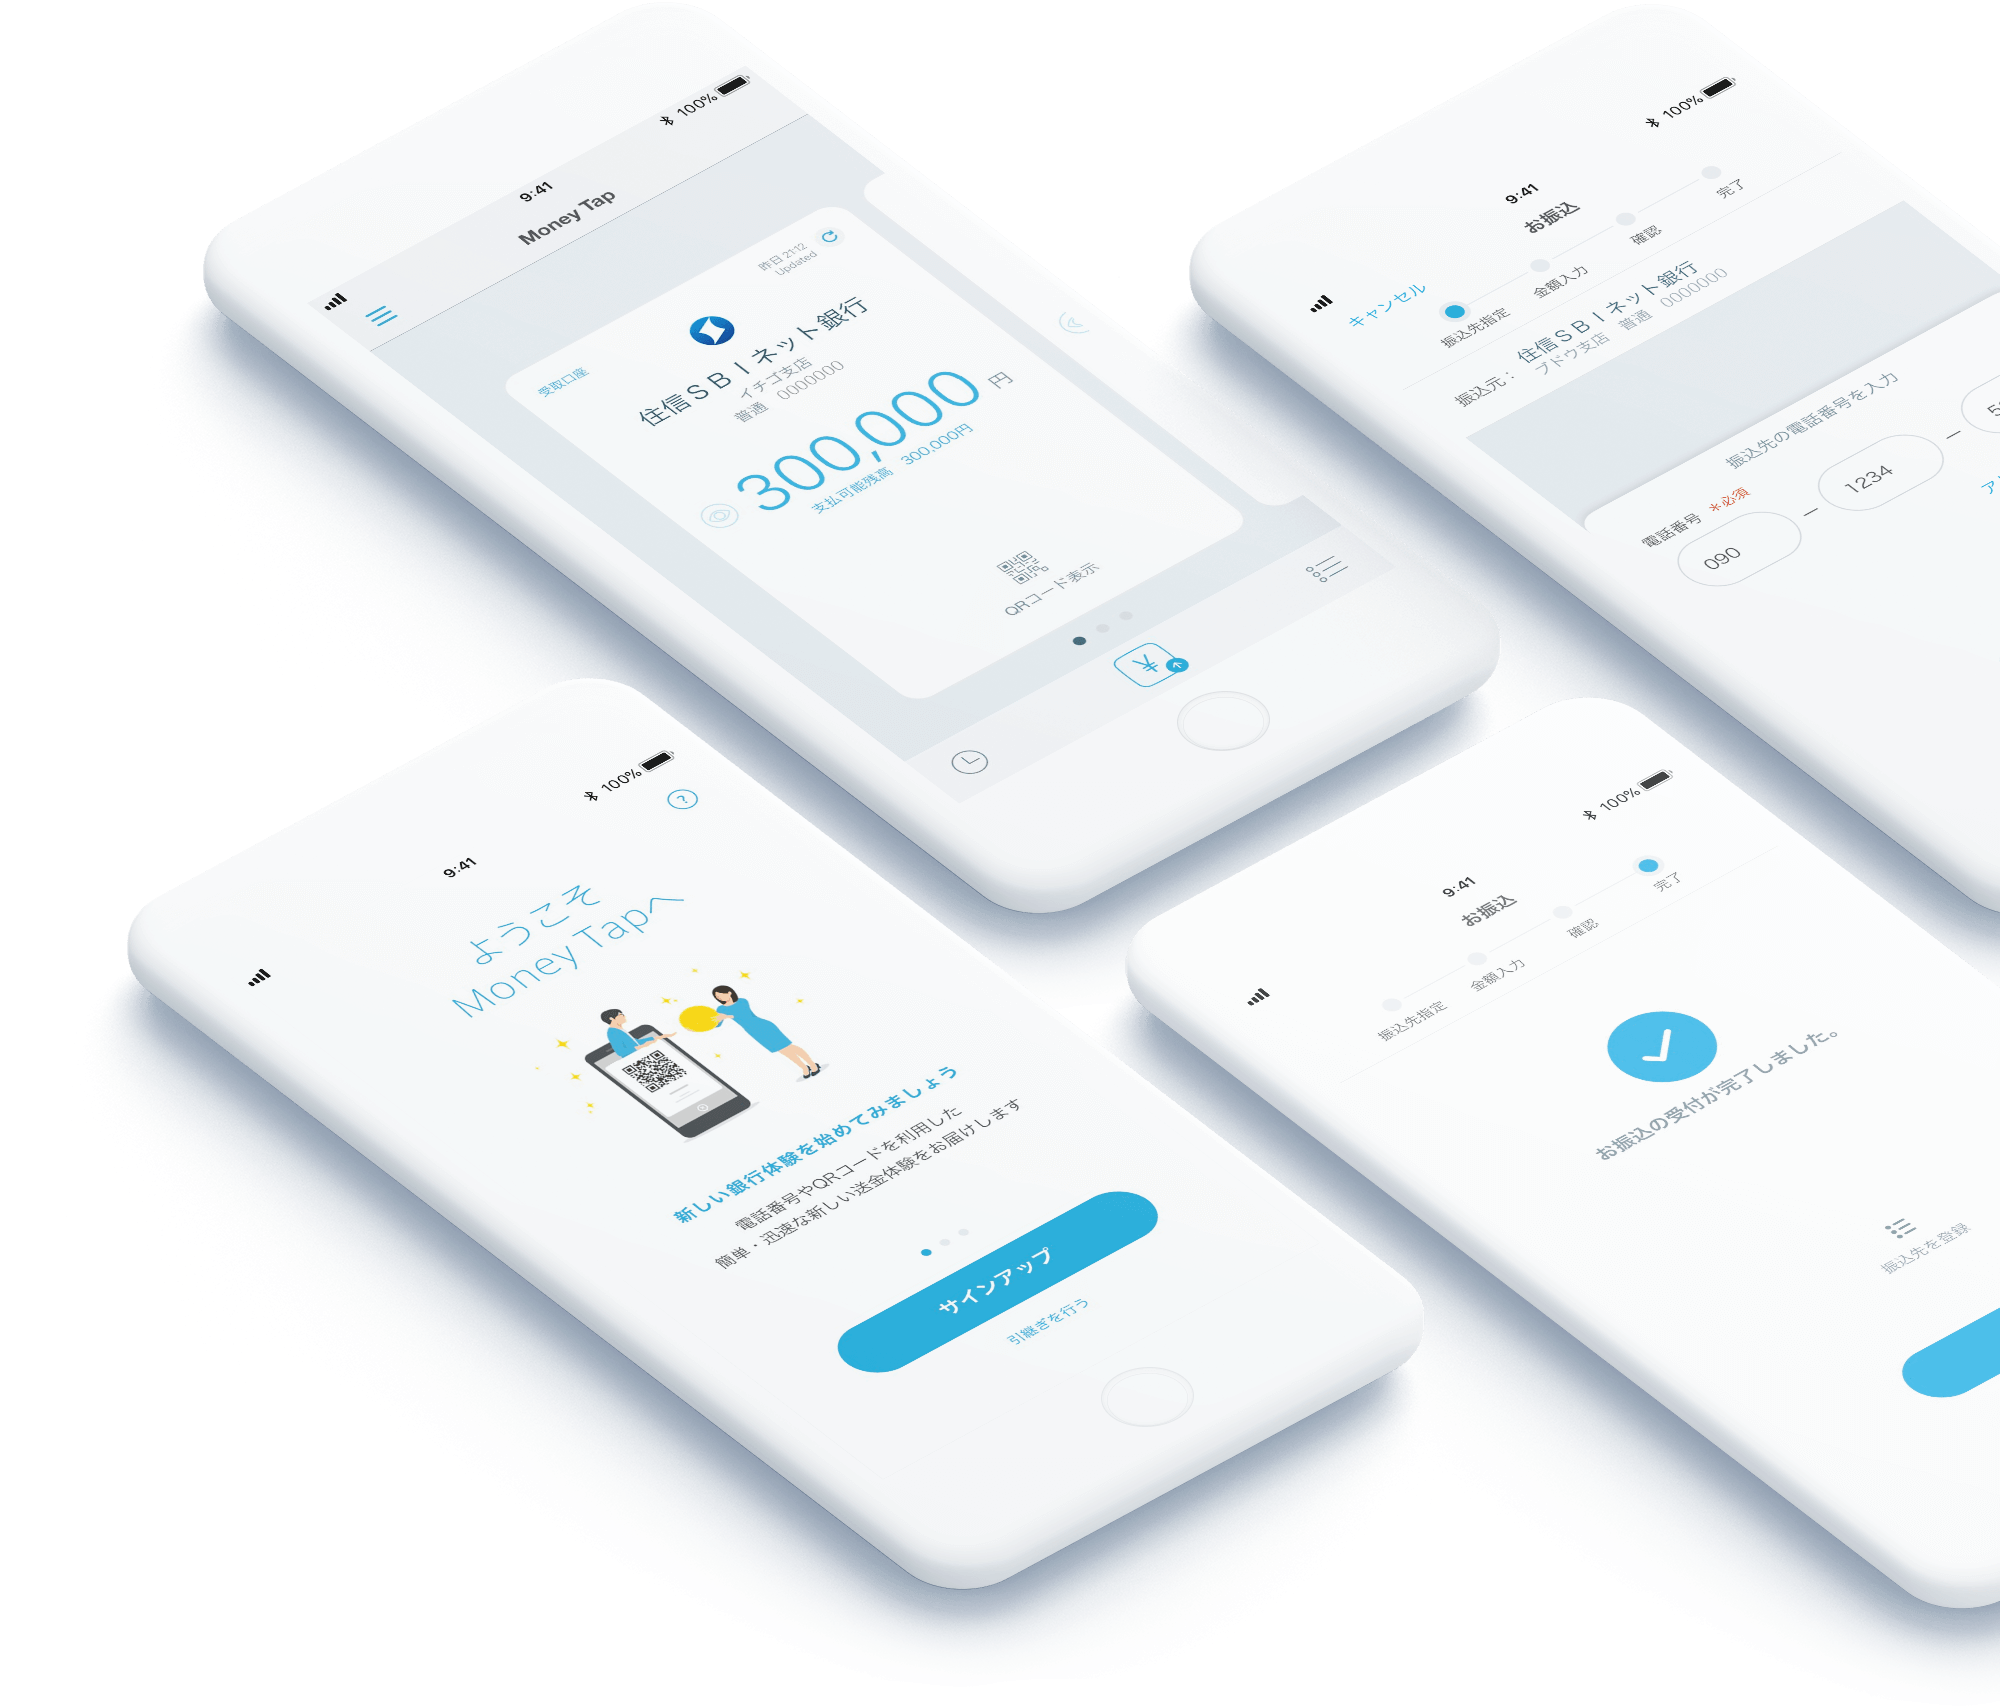 100%
9:41
Money Tap
昨日 21:12
Updated
受取口座
住信ＳＢＩネット銀行
イチゴ支店
普通 0000000
300,000 円
支払可能残高 300,000円
QRコード表示
¥
100%
9:41
キャンセル
お振込
振込先指定
金額入力
確認
完了
振込元：
住信ＳＢＩネット銀行
ブドウ支店 普通 0000000
振込先の電話番号を入力
電話番号 ※必須
090 ー 1234 ー
100%
9:41
?
ようこそ
Money Tapへ
新しい銀行体験を始めてみましょう
電話番号やQRコードを利用した
簡単・迅速な新しい送金体験をお届けします
サインアップ
引継ぎを行う
100%
9:41
お振込
振込先指定
金額入力
確認
完了
お振込の受付が完了しました。
振込先を登録